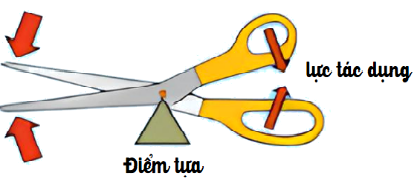 lực tác dụng
Điểm tựa